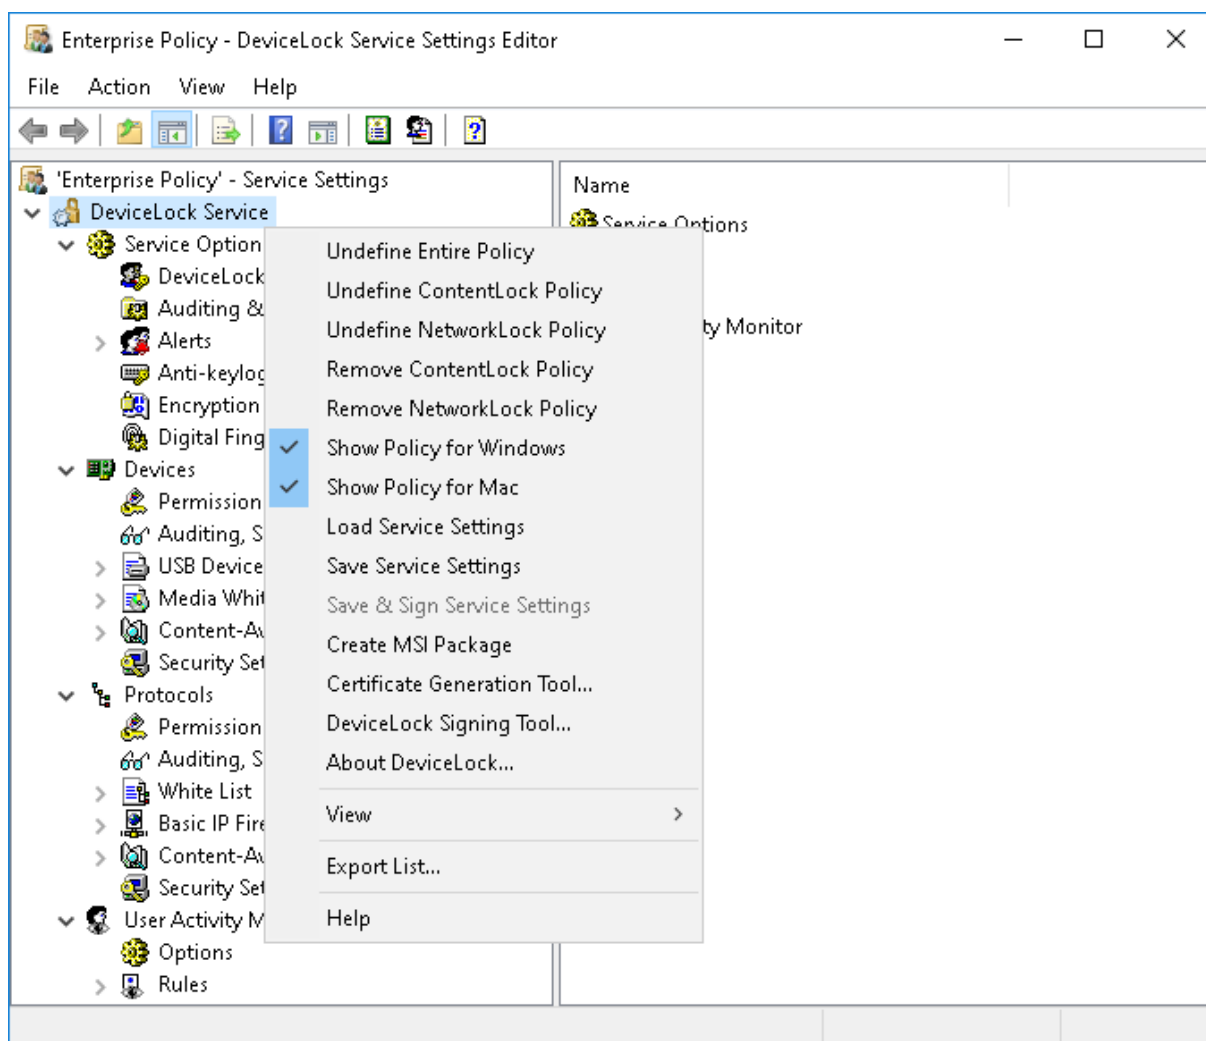 Enterprise Policy - DeviceLock Service Settings Editor
File Action View Help
'Enterprise Policy' - Service Settings
DeviceLock Service
Service Option
DeviceLock
Auditing &
Alerts
Anti-keylog
Encryption
Digital Fing
Devices
Permission
Auditing, S
USB Device
Media Whit
Content-Aw
Security Set
Protocols
Permission
Auditing, S
White List
Basic IP Fire
Content-Aw
Security Set
User Activity M
Options
Rules
Undefine Entire Policy
Undefine ContentLock Policy
Undefine NetworkLock Policy
Remove ContentLock Policy
Remove NetworkLock Policy
Show Policy for Windows
Show Policy for Mac
Load Service Settings
Save Service Settings
Save & Sign Service Settings
Create MSI Package
Certificate Generation Tool...
DeviceLock Signing Tool...
About DeviceLock...
View
Export List...
Help
Name
Service Options
ty Monitor